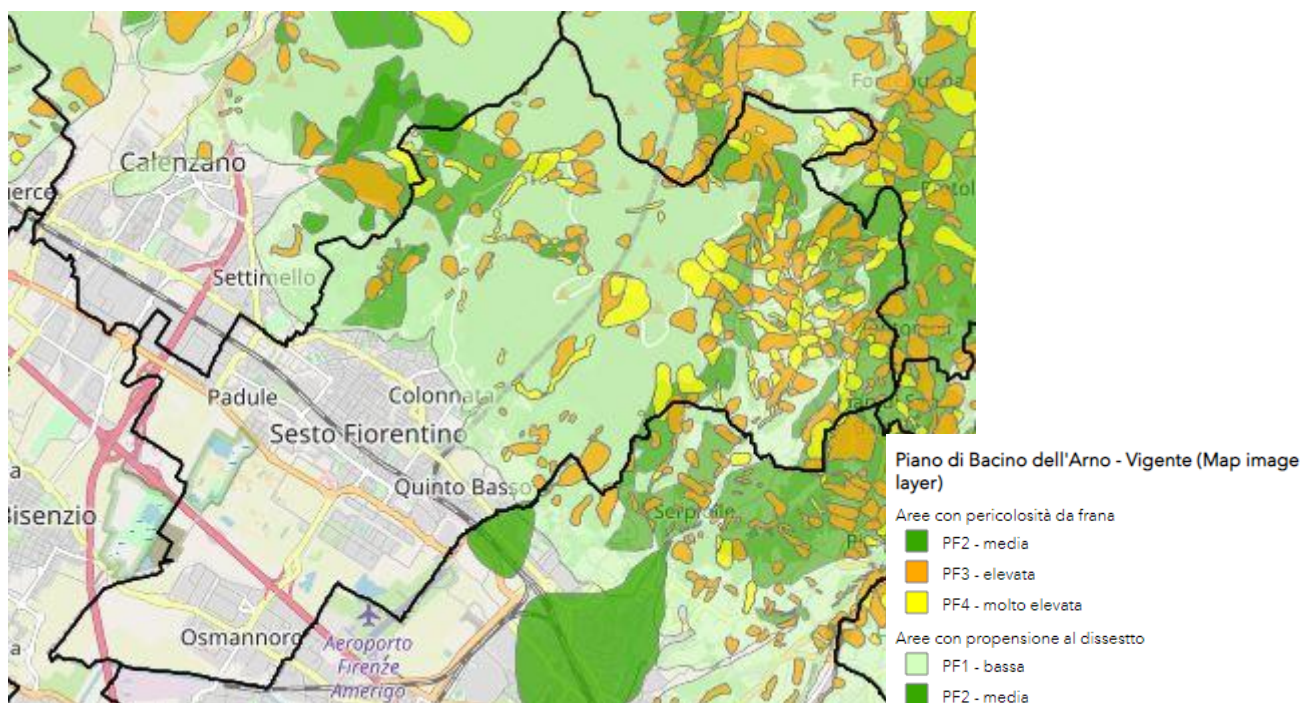 Calenzano
Settimello
Padule
Colonnata
Sesto Fiorentino
Quinto Basso
Bisenzio
Serpiolle
Osmannoro
Aeroporto
Firenze
Amerigo
Piano di Bacino dell'Arno - Vigente (Map image
layer)
Aree con pericolosità da frana
PF2 - media
PF3 - elevata
PF4 - molto elevata
Aree con propensione al dissestto
PF1 - bassa
PF2 - media